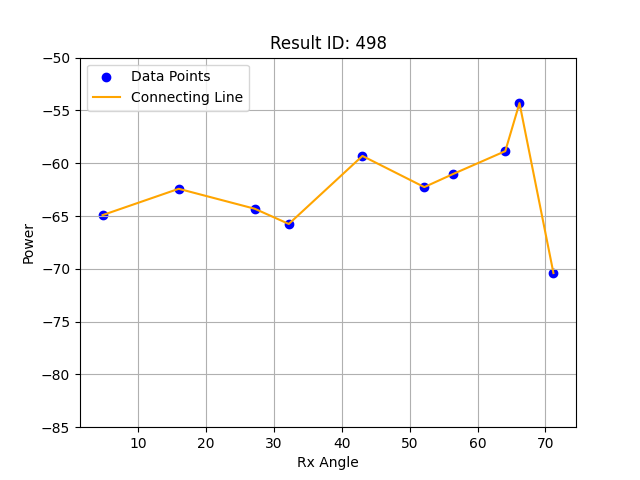 Result ID: 498
Data Points
Connecting Line
Power
−50
−55
−60
−65
−70
−75
−80
−85
10 20 30 40 50 60 70
Rx Angle